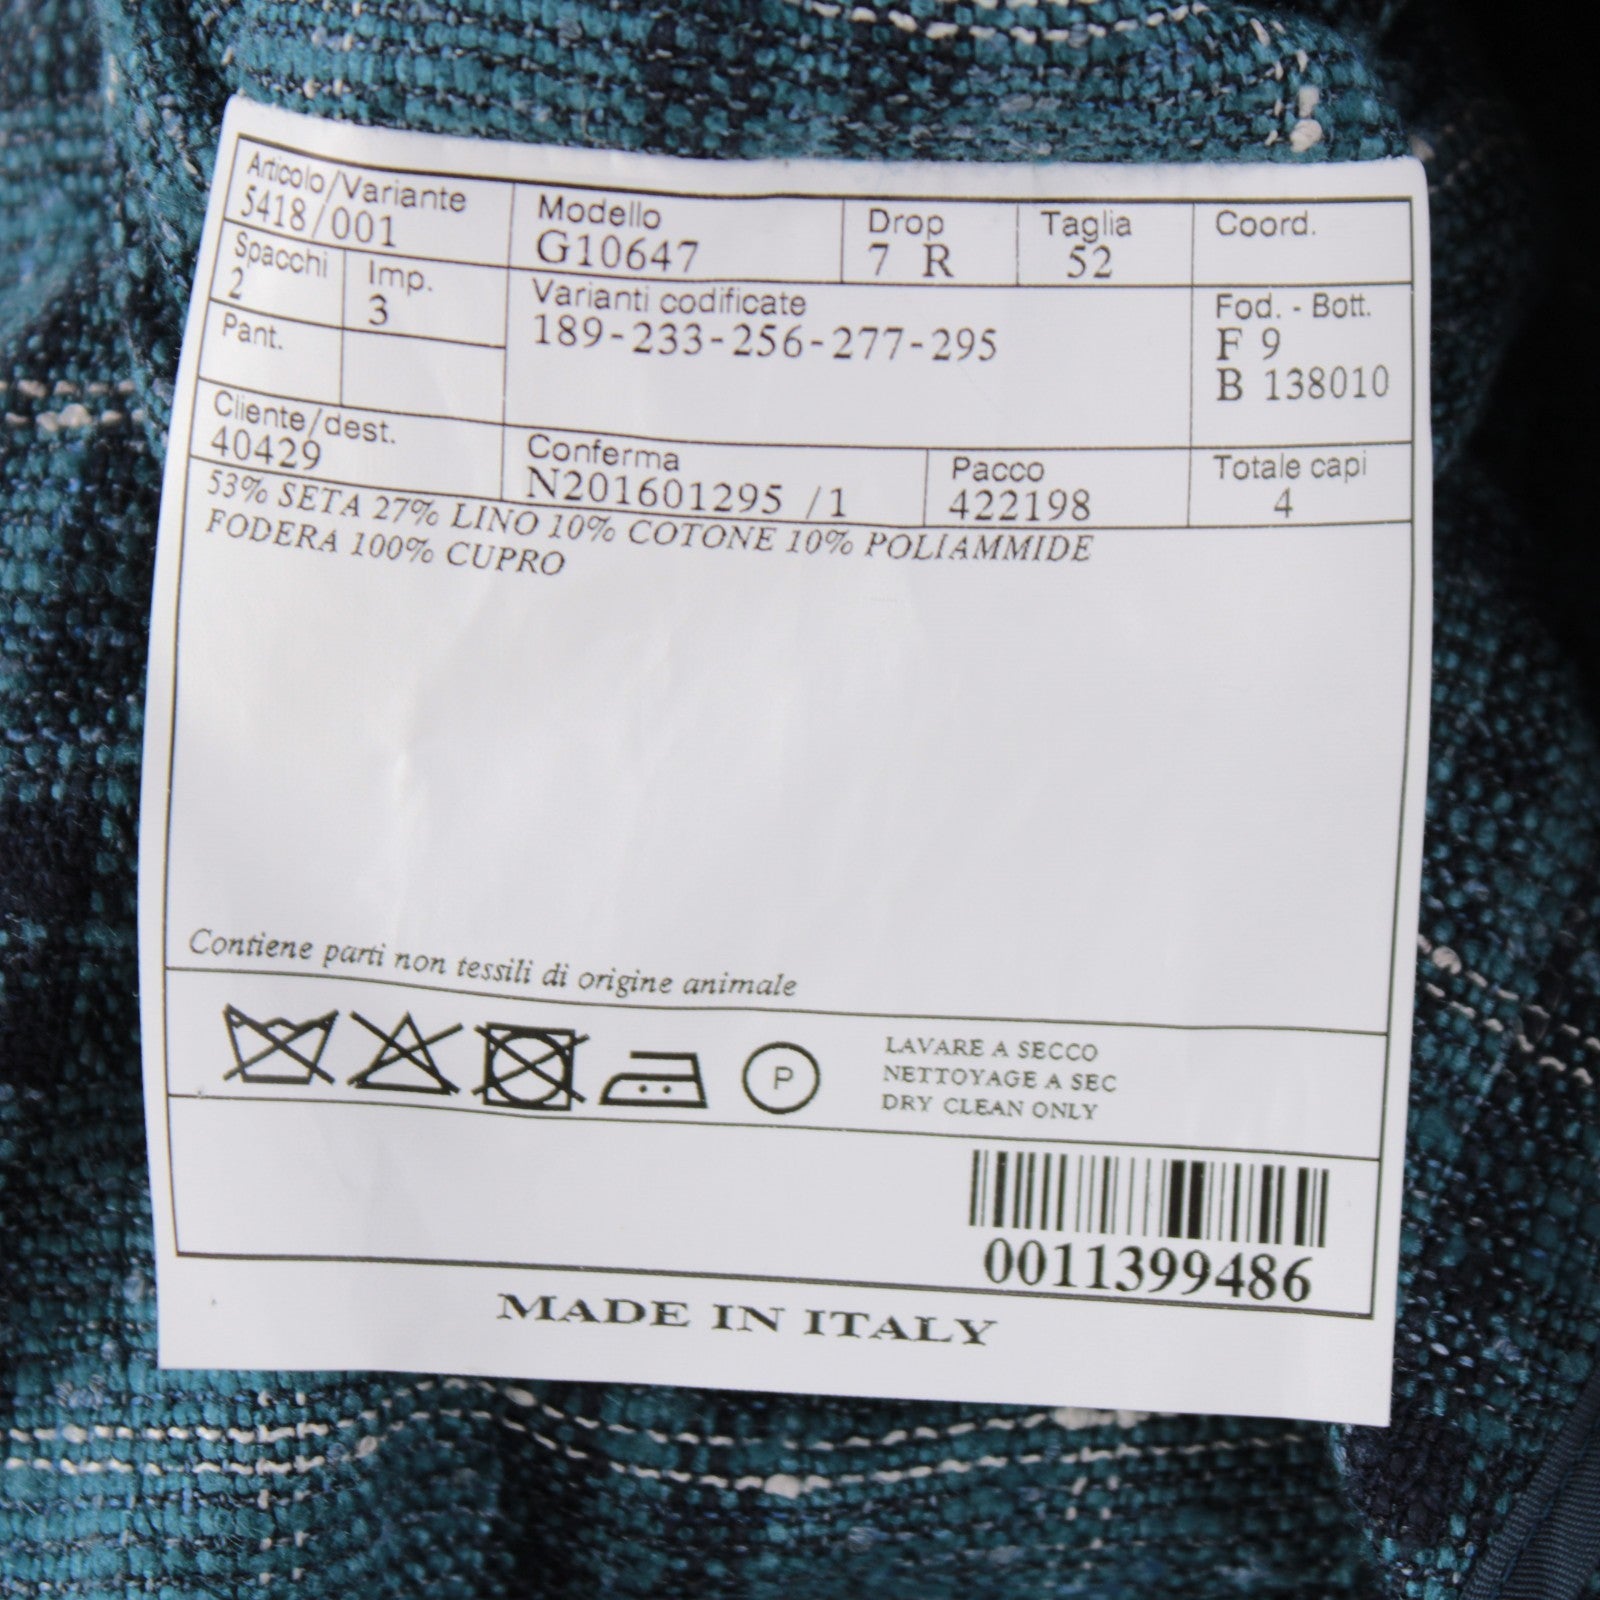 Articolo/Variante Modello Drop Taglia Coord.
5418/001 G10647 7 R 52
Spacchi Imp. Varianti codificate Fod. - Bott.
2 3 189-233-256-277-295 F 9
Pant. B 138010
Cliente/dest. Conferma Pacco Totale capi
40429 N201601295 /1 422198 4
53% SETA 27% LINO 10% COTONE 10% POLIAMMIDE
FODERA 100% CUPRO
Contiene parti non tessili di origine animale
P
LAVARE A SECCO
NETTOYAGE A SEC
DRY CLEAN ONLY
0011399486
MADE IN ITALY